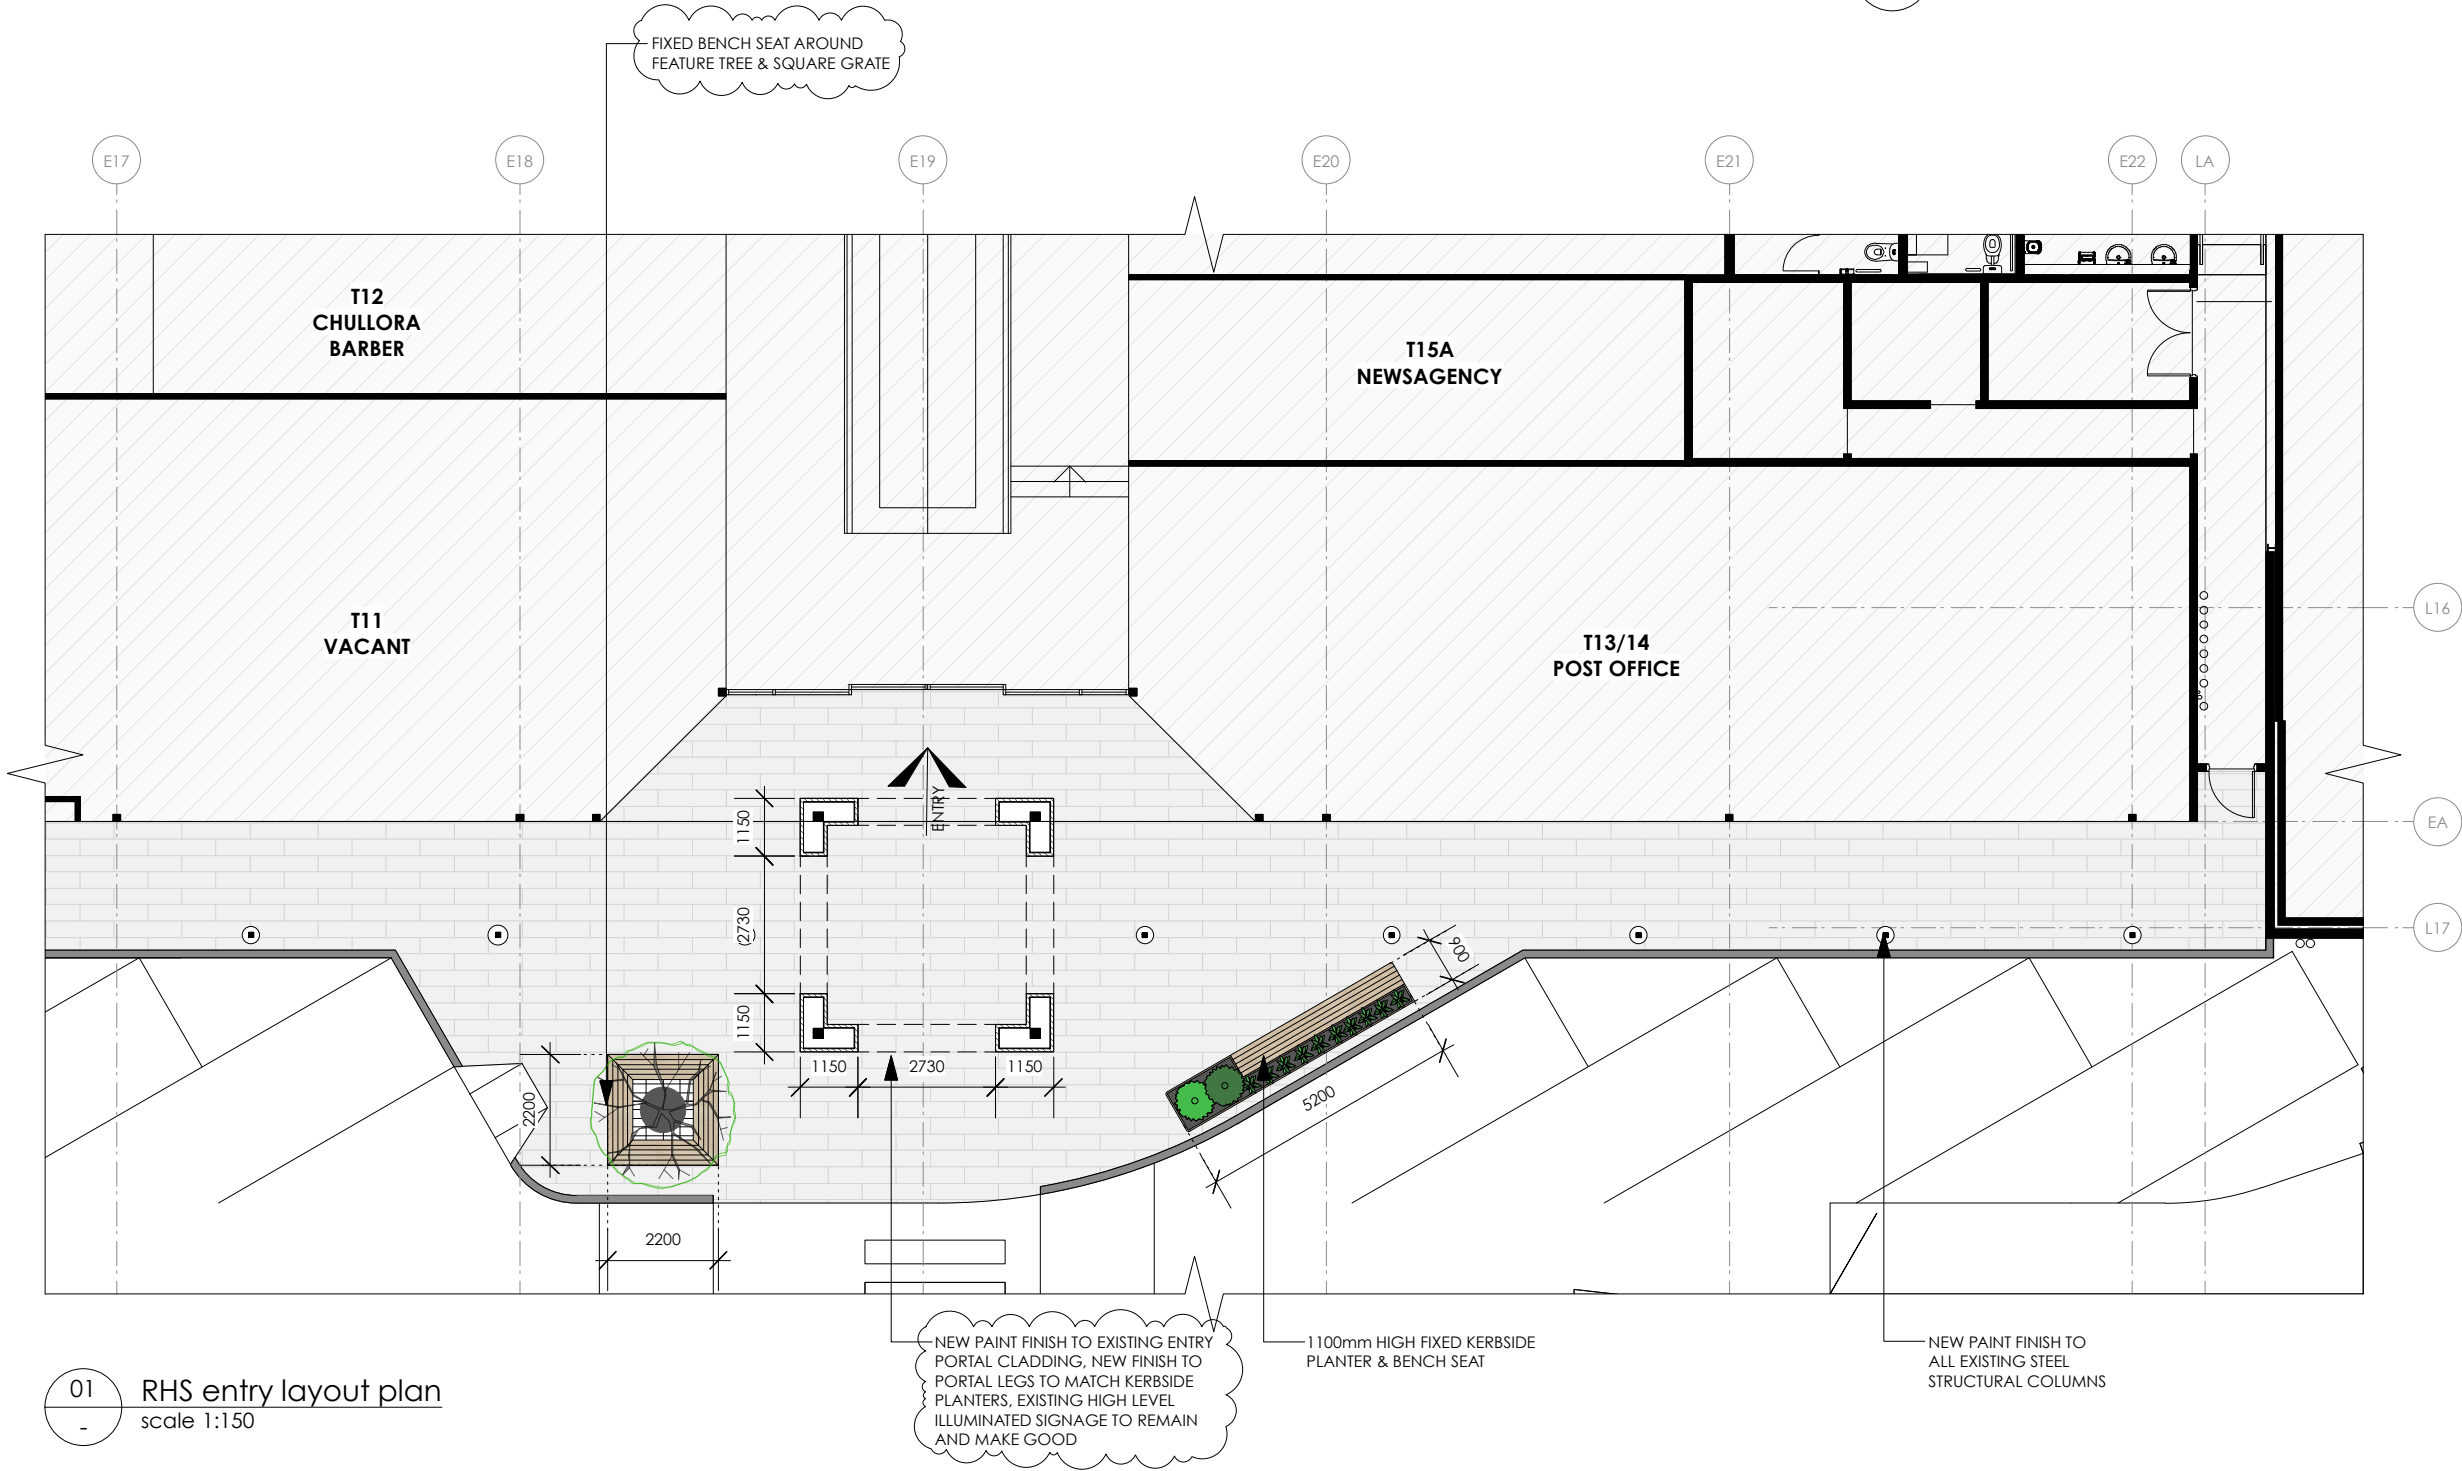 FIXED BENCH SEAT AROUND
FEATURE TREE & SQUARE GRATE
E17
E18
E19
E20
E21
E22
LA
T12
CHULLORA
BARBER
T15A
NEWSAGENCY
T11
VACANT
T13/14
POST OFFICE
L16
EA
L17
ENTRY
1150
2730
1150
1150
2730
1150
2200
2200
900
5200
NEW PAINT FINISH TO EXISTING ENTRY
PORTAL CLADDING, NEW FINISH TO
PORTAL LEGS TO MATCH KERBSIDE
PLANTERS, EXISTING HIGH LEVEL
ILLUMINATED SIGNAGE TO REMAIN
AND MAKE GOOD
1100mm HIGH FIXED KERBSIDE
PLANTER & BENCH SEAT
NEW PAINT FINISH TO
ALL EXISTING STEEL
STRUCTURAL COLUMNS
01
-
RHS entry layout plan
scale 1:150